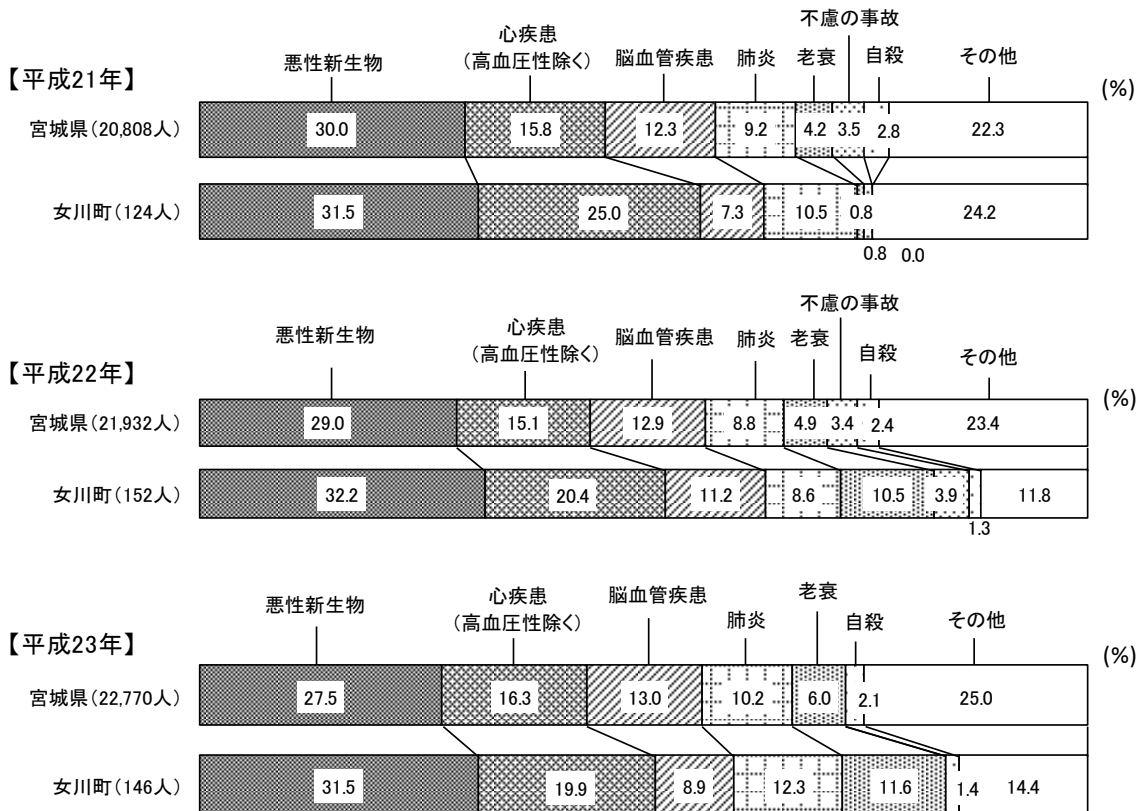 不慮の事故
心疾患
(高血圧性除く)
悪性新生物
脳血管疾患
肺炎
老衰
自殺
その他
【平成21年】
(%)
宮城県(20,808人)
30.0
15.8
12.3
9.2
4.2
3.5
2.8
22.3
女川町(124人)
31.5
25.0
7.3
10.5
0.8
24.2
0.8
0.0
不慮の事故
心疾患
(高血圧性除く)
悪性新生物
脳血管疾患
肺炎
老衰
自殺
その他
【平成22年】
(%)
宮城県(21,932人)
29.0
15.1
12.9
8.8
4.9
3.4
2.4
23.4
女川町(152人)
32.2
20.4
11.2
8.6
10.5
3.9
11.8
1.3
心疾患
(高血圧性除く)
悪性新生物
脳血管疾患
肺炎
老衰
自殺
その他
【平成23年】
(%)
宮城県(22,770人)
27.5
16.3
13.0
10.2
6.0
2.1
25.0
女川町(146人)
31.5
19.9
8.9
12.3
11.6
1.4
14.4